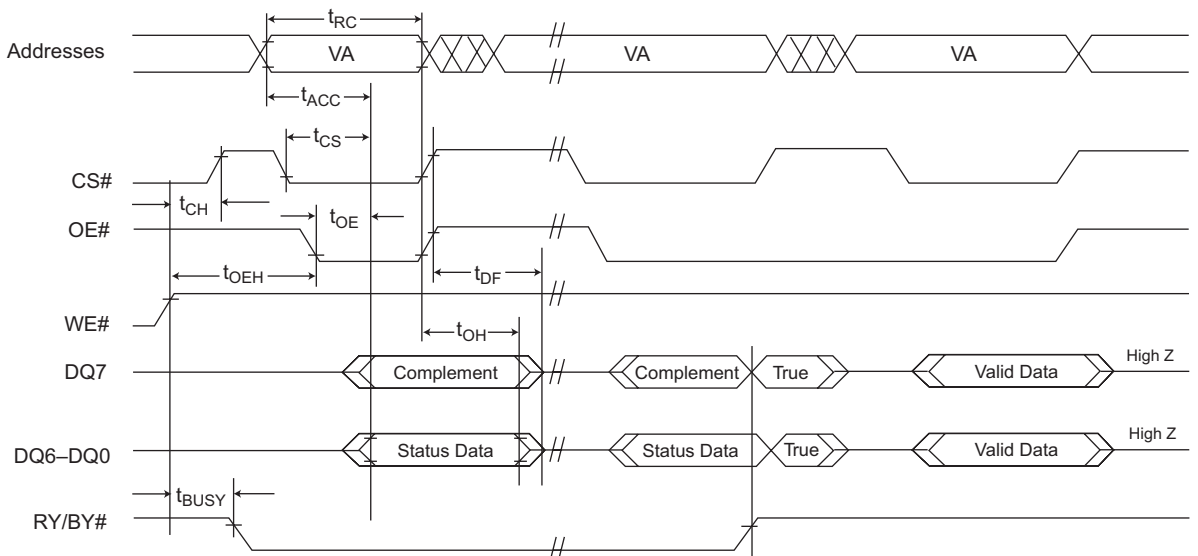 tRC
Addresses VA VA VA
tACC
tCS
CS#
tCH tOE
OE#
tOEH tDF
WE# tOH
DQ7 Complement Complement True Valid Data High Z
DQ6–DQ0 Status Data Status Data True Valid Data High Z
tBUSY
RY/BY#